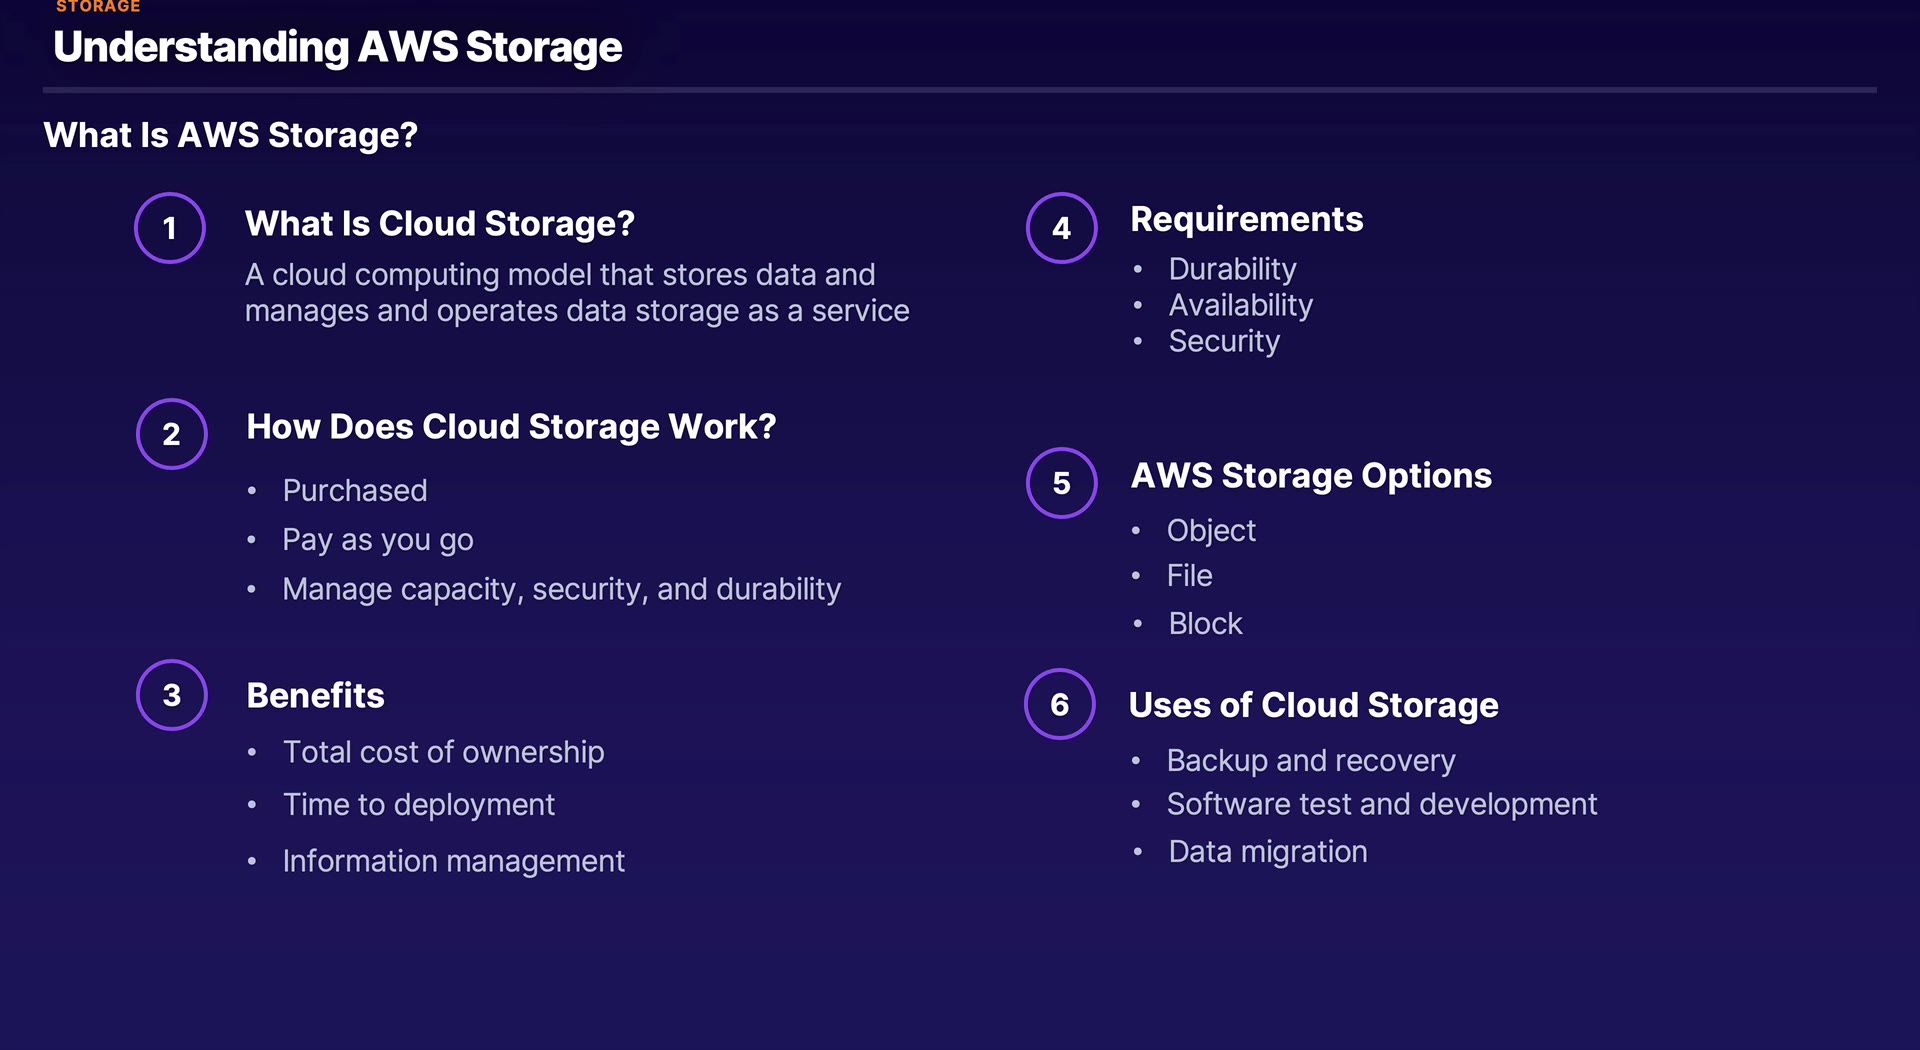 STORAGE
Understanding AWS Storage
What Is AWS Storage?
1
What Is Cloud Storage?
A cloud computing model that stores data and
manages and operates data storage as a service
2
How Does Cloud Storage Work?
• Purchased
• Pay as you go
• Manage capacity, security, and durability
3
Benefits
• Total cost of ownership
• Time to deployment
• Information management
4
Requirements
• Durability
• Availability
• Security
5
AWS Storage Options
• Object
• File
• Block
6
Uses of Cloud Storage
• Backup and recovery
• Software test and development
• Data migration